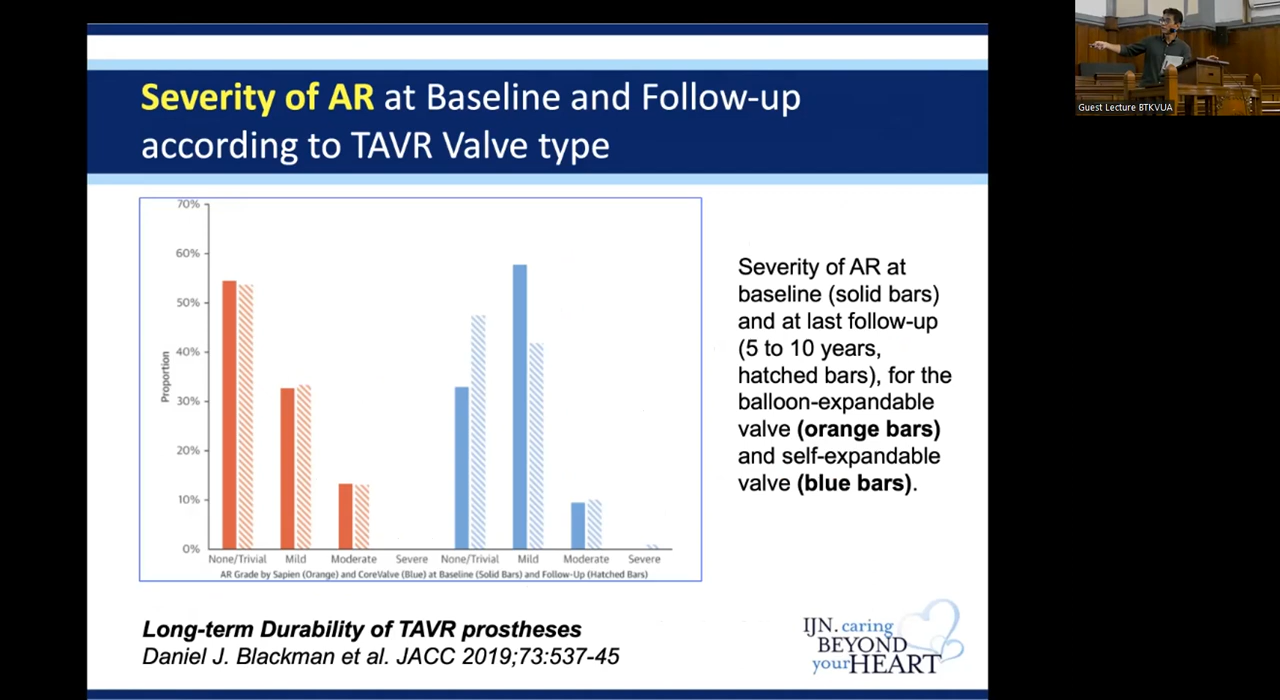 Severity of AR at Baseline and Follow-up
according to TAVR Valve type
Guest Lecture BTKVUA
70%
60%
50%
40%
30%
20%
10%
0%
Proportion
None/Trivial Mild Moderate Severe None/Trivial Mild Moderate Severe
AR Grade by Sapien (Orange) and CoreValve (Blue) at Baseline (Solid Bars) and Follow-Up (Hatched Bars)
Severity of AR at
baseline (solid bars)
and at last follow-up
(5 to 10 years,
hatched bars), for the
balloon-expandable
valve (orange bars)
and self-expandable
valve (blue bars).
Long-term Durability of TAVR prostheses
Daniel J. Blackman et al. JACC 2019;73:537-45
IJN. caring
BEYOND
your HEART